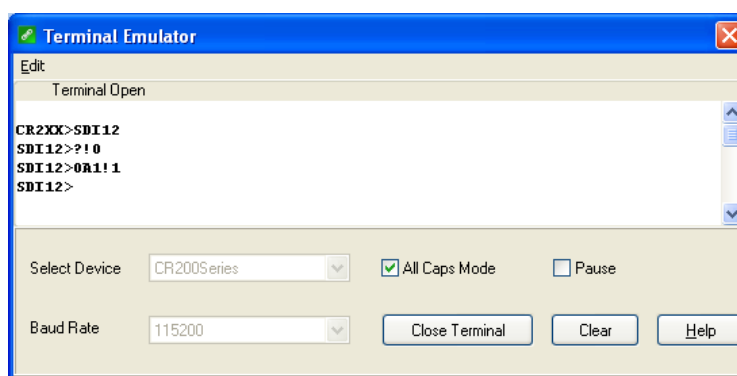 Terminal Emulator
Edit
Terminal Open
CR2XX>SDI12
SDI12>?!0
SDI12>0A1!1
SDI12>
Select Device CR200Series All Caps Mode Pause
Baud Rate 115200 Close Terminal Clear Help